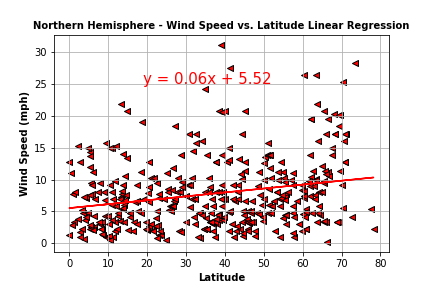 Northern Hemisphere - Wind Speed vs. Latitude Linear Regression
30
25
20
15
10
5
0
Wind Speed (mph)
y = 0.06x + 5.52
0 10 20 30 40 50 60 70 80
Latitude